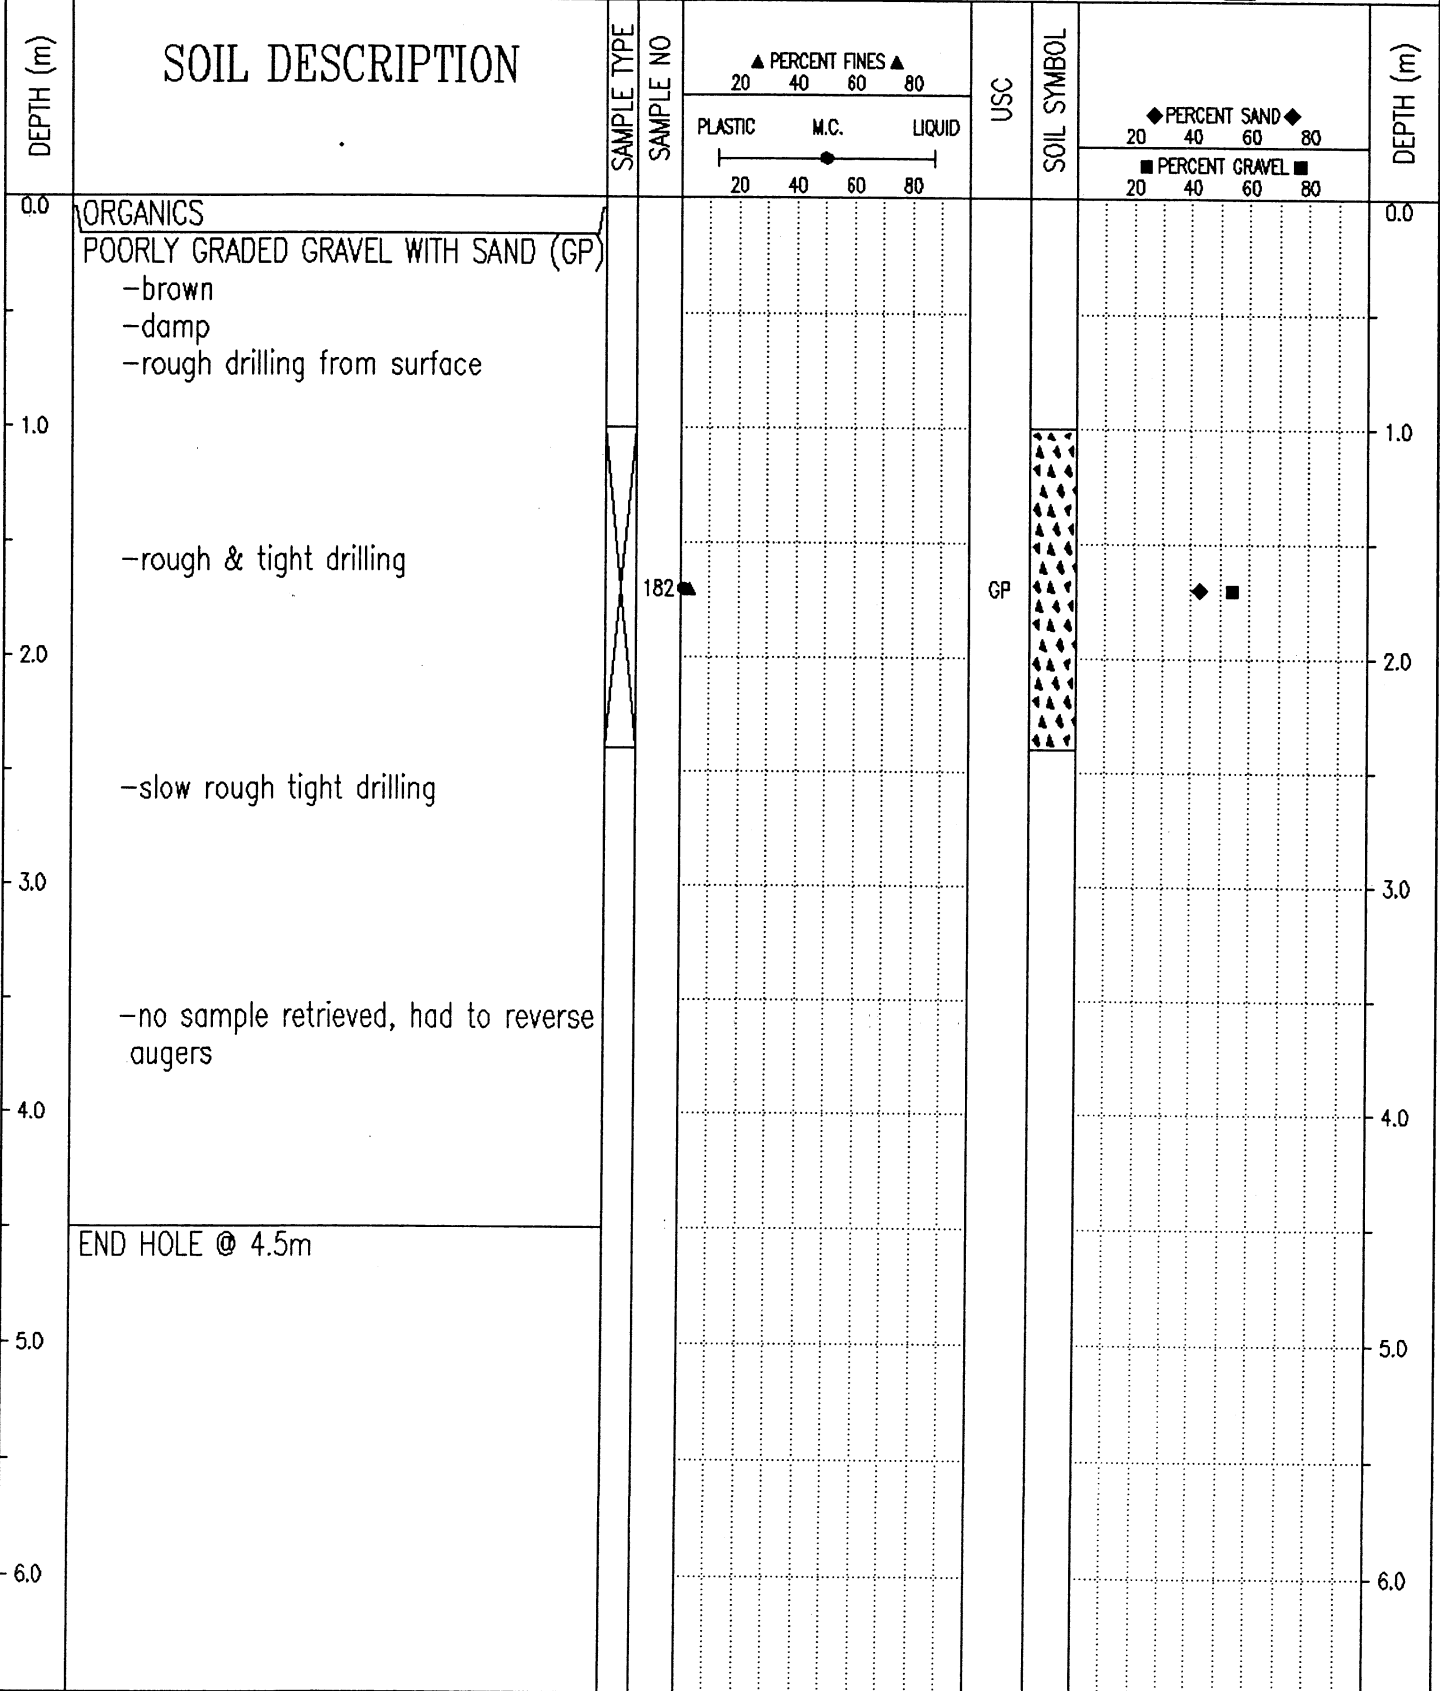 DEPTH (m)
SOIL DESCRIPTION
SAMPLE TYPE
SAMPLE NO
▲ PERCENT FINES ▲
20 40 60 80
PLASTIC M.C. LIQUID
20 40 60 80
USC
SOIL SYMBOL
◆PERCENT SAND◆
20 40 60 80
■ PERCENT GRAVEL ■
20 40 60 80
DEPTH (m)
0.0
ORGANICS
0.0
POORLY GRADED GRAVEL WITH SAND (GP)
-brown
-damp
-rough drilling from surface
1.0
1.0
-rough & tight drilling
182
GP
2.0
2.0
-slow rough tight drilling
3.0
3.0
-no sample retrieved, had to reverse
augers
4.0
4.0
END HOLE @ 4.5m
5.0
5.0
6.0
6.0